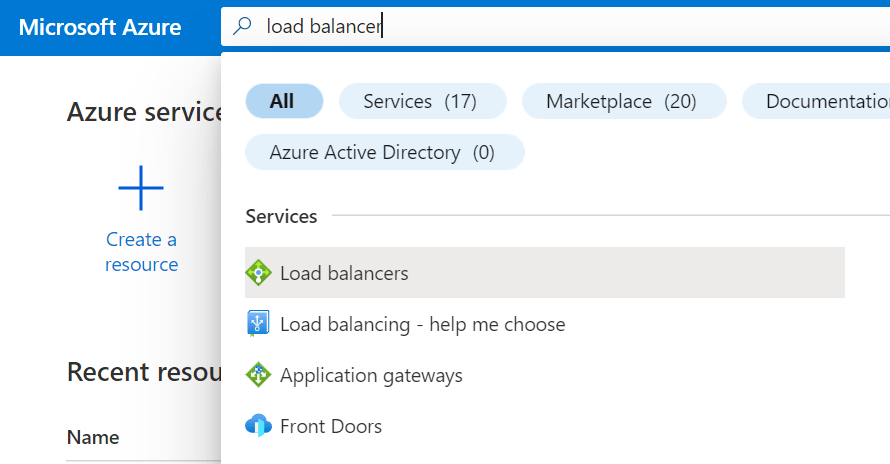 Microsoft Azure
load balancer
All
Services (17)
Marketplace (20)
Documentation
Azure Active Directory (0)
Azure service
Create a
resource
Services
Load balancers
Load balancing - help me choose
Application gateways
Front Doors
Recent resou
Name